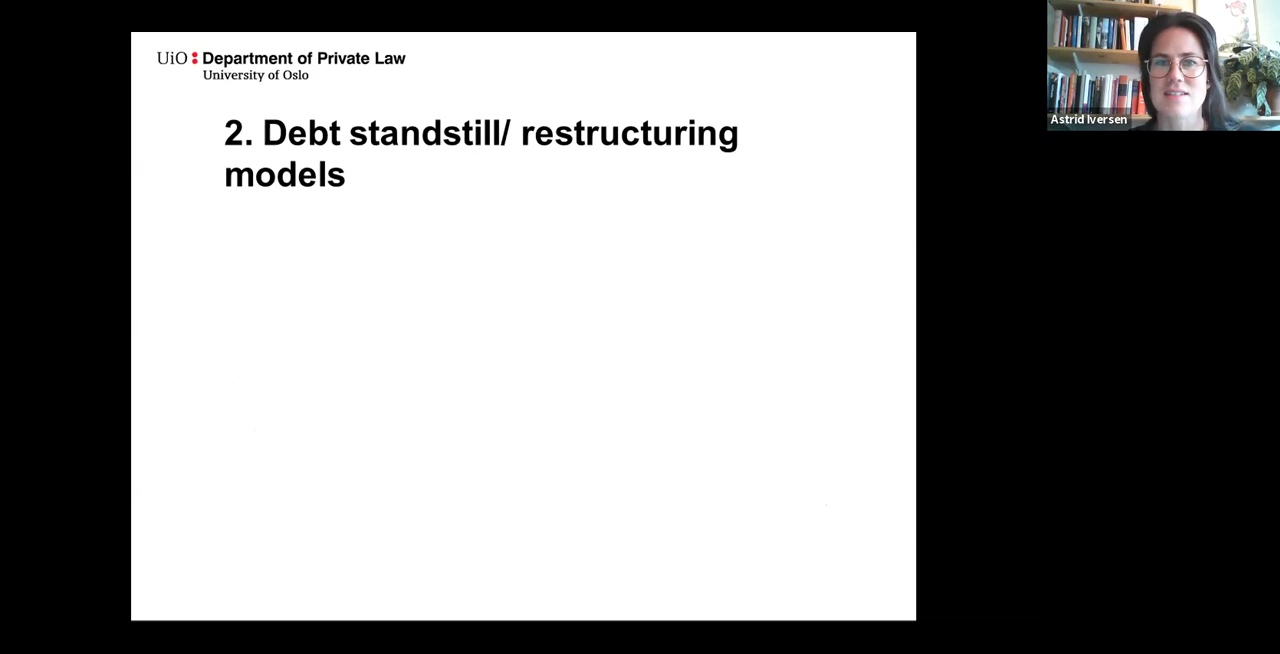 UiO : Department of Private Law
University of Oslo
2. Debt standstill/ restructuring
models
Astrid Iversen